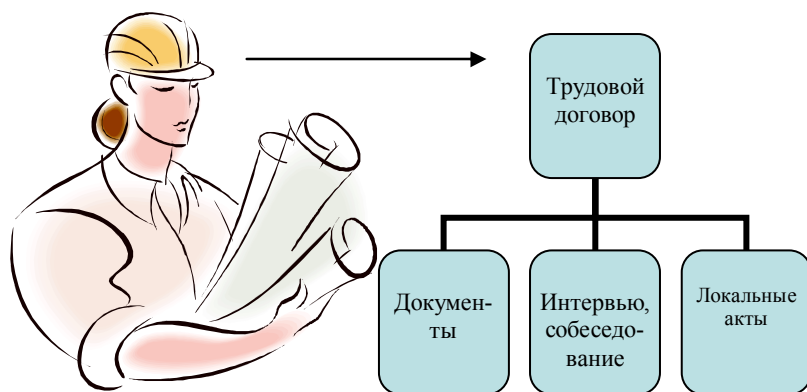 Трудовой
договор
Докумен-
ты
Интервью,
собеседо-
вание
Локальные
акты